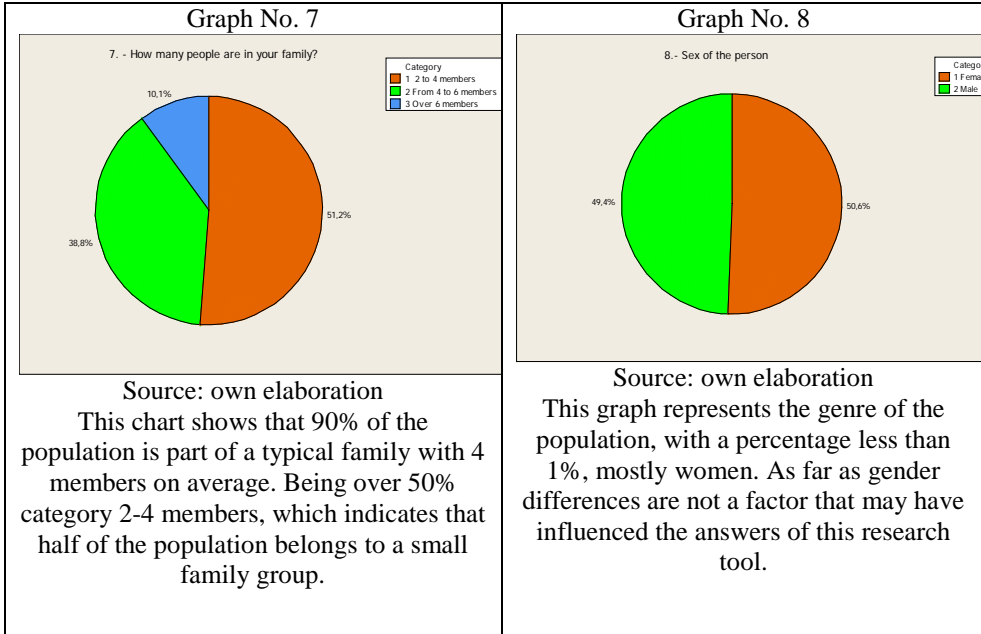 Graph No. 7
7. - How many people are in your family?
Category
1 2 to 4 members
2 From 4 to 6 members
3 Over 6 members
10,1%
51,2%
38,8%
Source: own elaboration
This chart shows that 90% of the
population is part of a typical family with 4
members on average. Being over 50%
category 2-4 members, which indicates that
half of the population belongs to a small
family group.
Graph No. 8
8.- Sex of the person
Catego
1 Fema
2 Male
49,4%
50,6%
Source: own elaboration
This graph represents the genre of the
population, with a percentage less than
1%, mostly women. As far as gender
differences are not a factor that may have
influenced the answers of this research
tool.